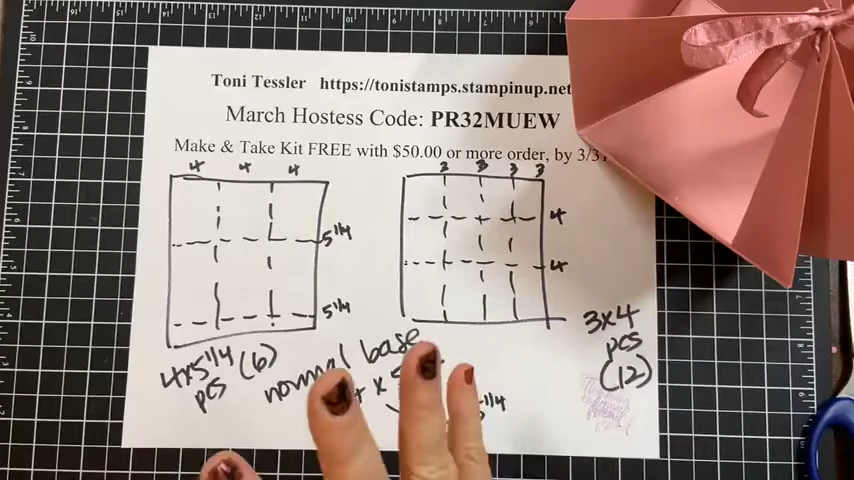 Toni Tessler https://tonistamps.stampinup.net
March Hostess Code: PR32MUEW
Make & Take Kit FREE with $50.00 or more order, by 3/31
4 4 4
3 3 3 3
5 1/4
4
5 1/4
4
4x5 1/4 (6)
pcs
normal base
3x4
pcs
(12)